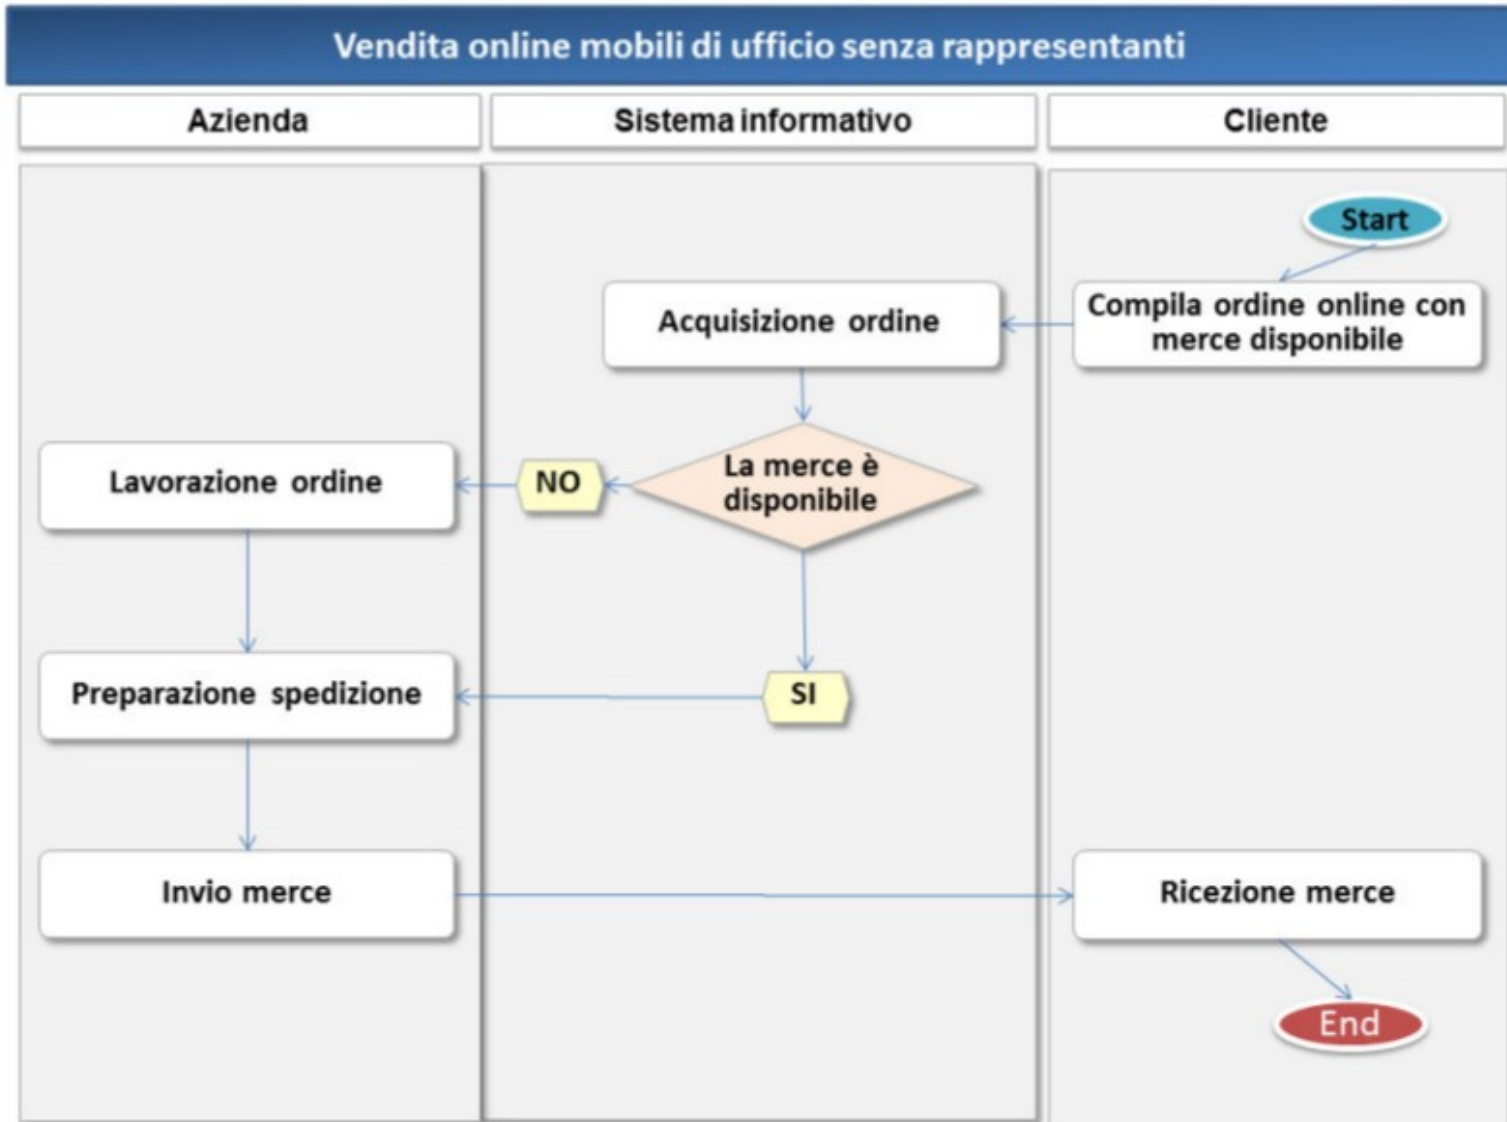 Vendita online mobili di ufficio senza rappresentanti
Azienda
Sistema informativo
Cliente
Start
Acquisizione ordine
Compila ordine online con
merce disponibile
Lavorazione ordine
NO
La merce è
disponibile
Preparazione spedizione
SI
Invio merce
Ricezione merce
End